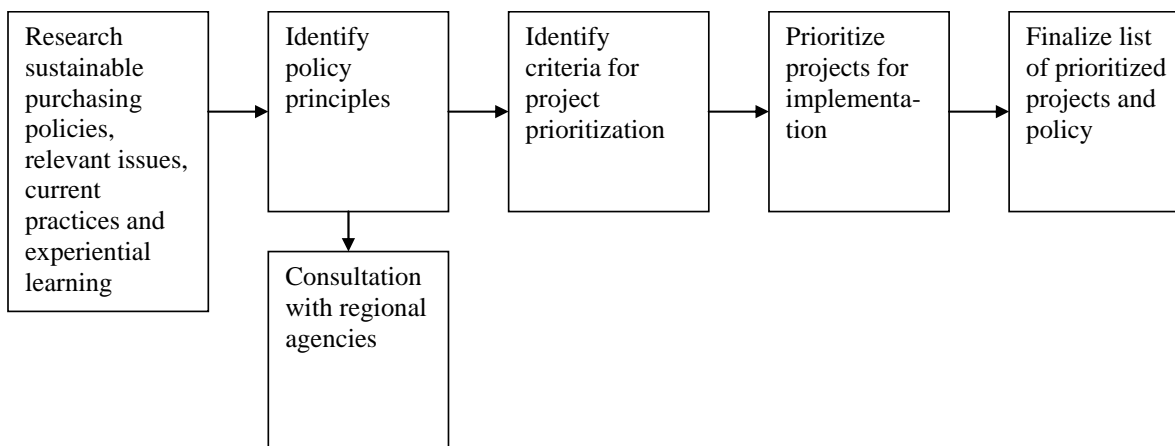 Research
sustainable
purchasing
policies,
relevant issues,
current
practices and
experiential
learning
Identify
policy
principles
Identify
criteria for
project
prioritization
Prioritize
projects for
implementa-
tion
Finalize list
of prioritized
projects and
policy
Consultation
with regional
agencies